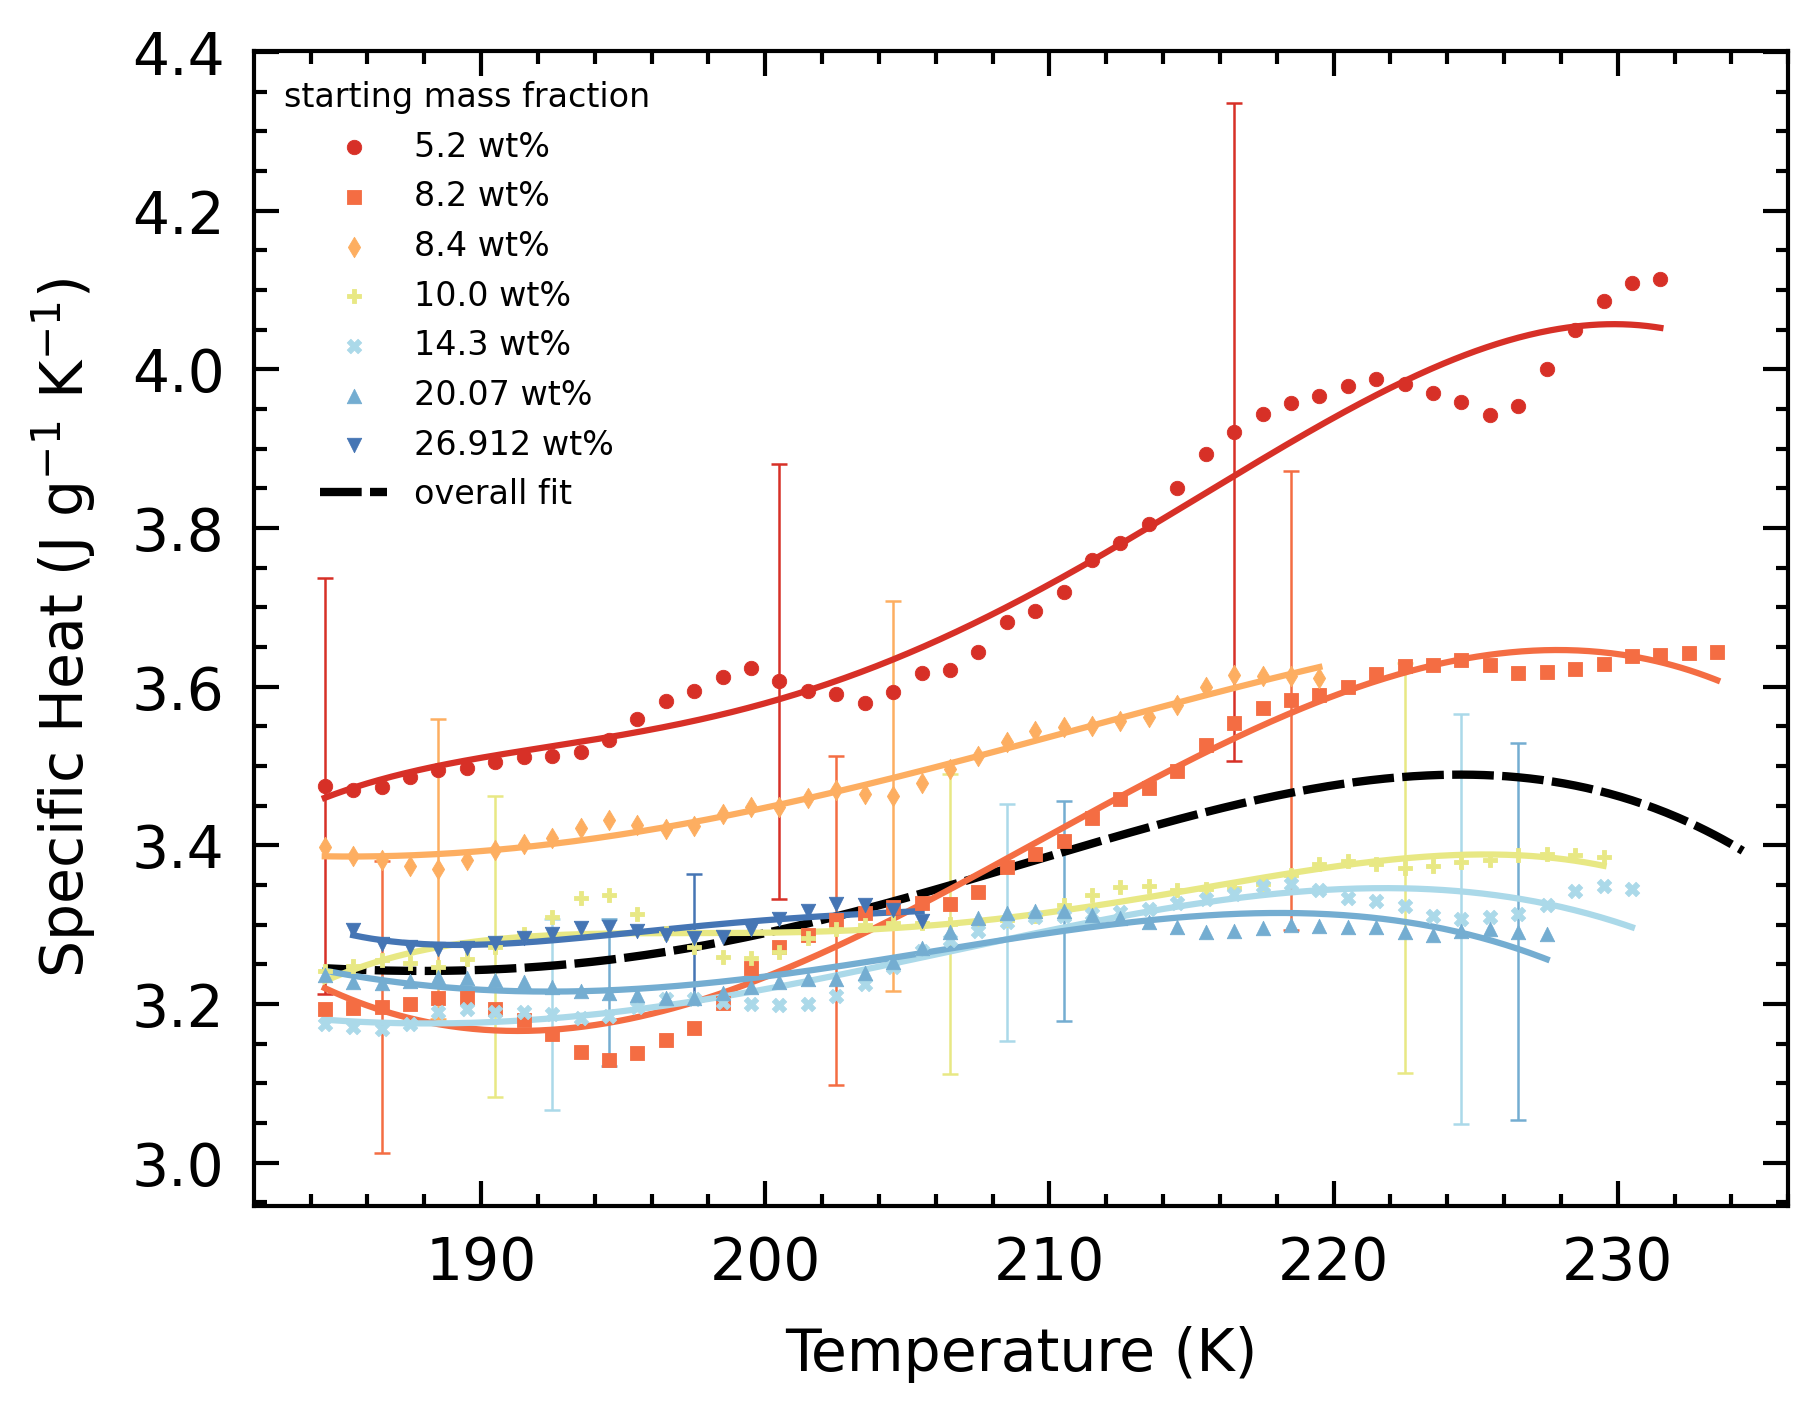 4.4
4.2
4.0
3.8
3.6
3.4
3.2
3.0
Specific Heat (J g⁻¹ K⁻¹)
starting mass fraction
5.2 wt%
8.2 wt%
8.4 wt%
10.0 wt%
14.3 wt%
20.07 wt%
26.912 wt%
overall fit
190 200 210 220 230
Temperature (K)